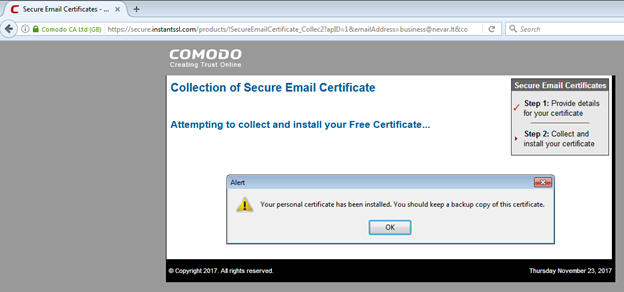 Secure Email Certificates - ...
Comodo CA Ltd (GB)
https://secure.instantssl.com/products/!SecureEmailCertificate_Collec2?apID=1&emailAddress=business@nevar.lt&co
Search
COMODO
Creating Trust Online
Collection of Secure Email Certificate
Attempting to collect and install your Free Certificate...
Secure Email Certificates
Step 1: Provide details
for your certificate
Step 2: Collect and
install your certificate
Alert
Your personal certificate has been installed. You should keep a backup copy of this certificate.
OK
© Copyright 2017. All rights reserved.
Thursday November 23, 2017